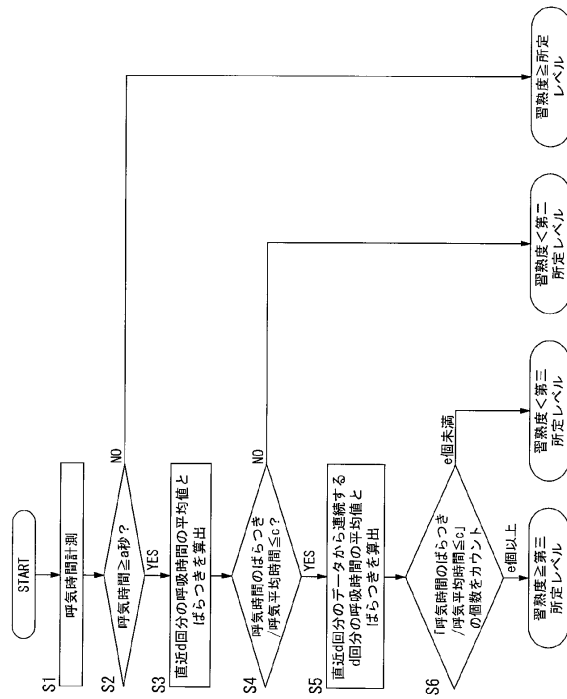 START
S1
呼気時間計測
S2
呼気時間≧a秒？
NO
YES
S3
直近d回分の呼吸時間の平均値と
ばらつきを算出
S4
呼気時間のばらつき
/呼気平均時間≦c？
NO
YES
S5
直近d回分のデータから連続する
d回分の呼吸時間の平均値と
ばらつきを算出
S6
「呼気時間のばらつき
/呼気平均時間≦c」
の個数をカウント
e個未満
e個以上
習熟度≧第三
所定レベル
習熟度＜第三
所定レベル
習熟度＜第二
所定レベル
習熟度≧所定
レベル